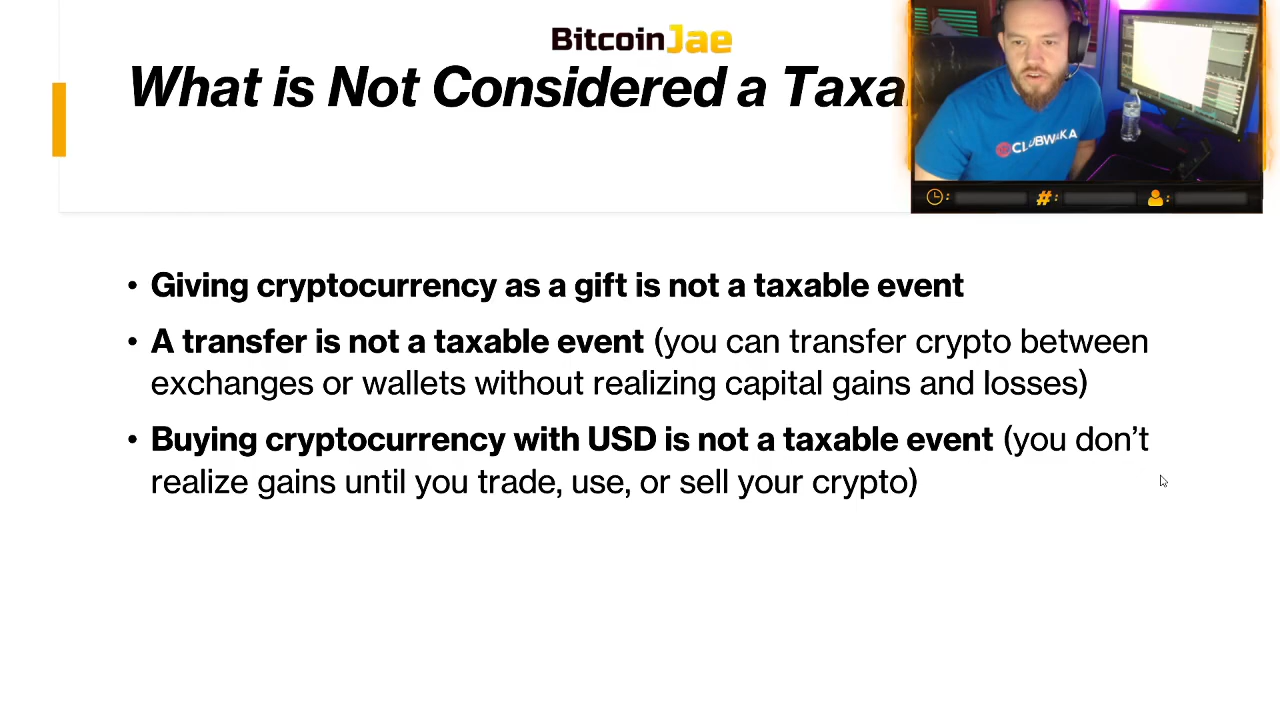 BitcoinJae
What is Not Considered a Taxa
• Giving cryptocurrency as a gift is not a taxable event
• A transfer is not a taxable event (you can transfer crypto between
exchanges or wallets without realizing capital gains and losses)
• Buying cryptocurrency with USD is not a taxable event (you don’t
realize gains until you trade, use, or sell your crypto)
CLUBWAKA
:
#:
: